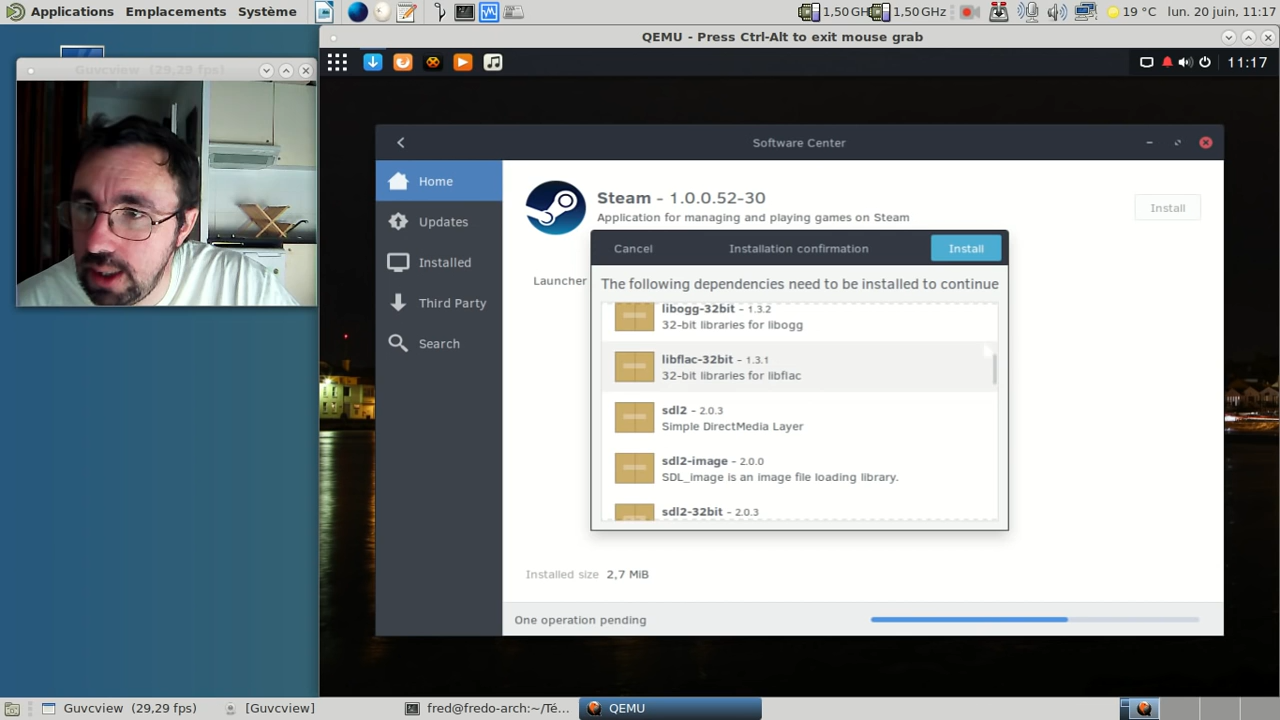 Applications Emplacements Système
1,50 GH 1,50 GHz 19 °C lun. 20 juin, 11:17
QEMU - Press Ctrl-Alt to exit mouse grab
Guvcview (29,29 fps)
11:17
Software Center
Home
Updates
Installed
Third Party
Search
Steam - 1.0.0.52-30
Application for managing and playing games on Steam
Install
Launcher
Cancel Installation confirmation Install
The following dependencies need to be installed to continue
libogg-32bit - 1.3.2
32-bit libraries for libogg
libflac-32bit - 1.3.1
32-bit libraries for libflac
sdl2 - 2.0.3
Simple DirectMedia Layer
sdl2-image - 2.0.0
SDL_image is an image file loading library.
sdl2-32bit - 2.0.3
Installed size 2,7 MiB
One operation pending
Guvcview (29,29 fps) [Guvcview] fred@fredo-arch:~/Té... QEMU